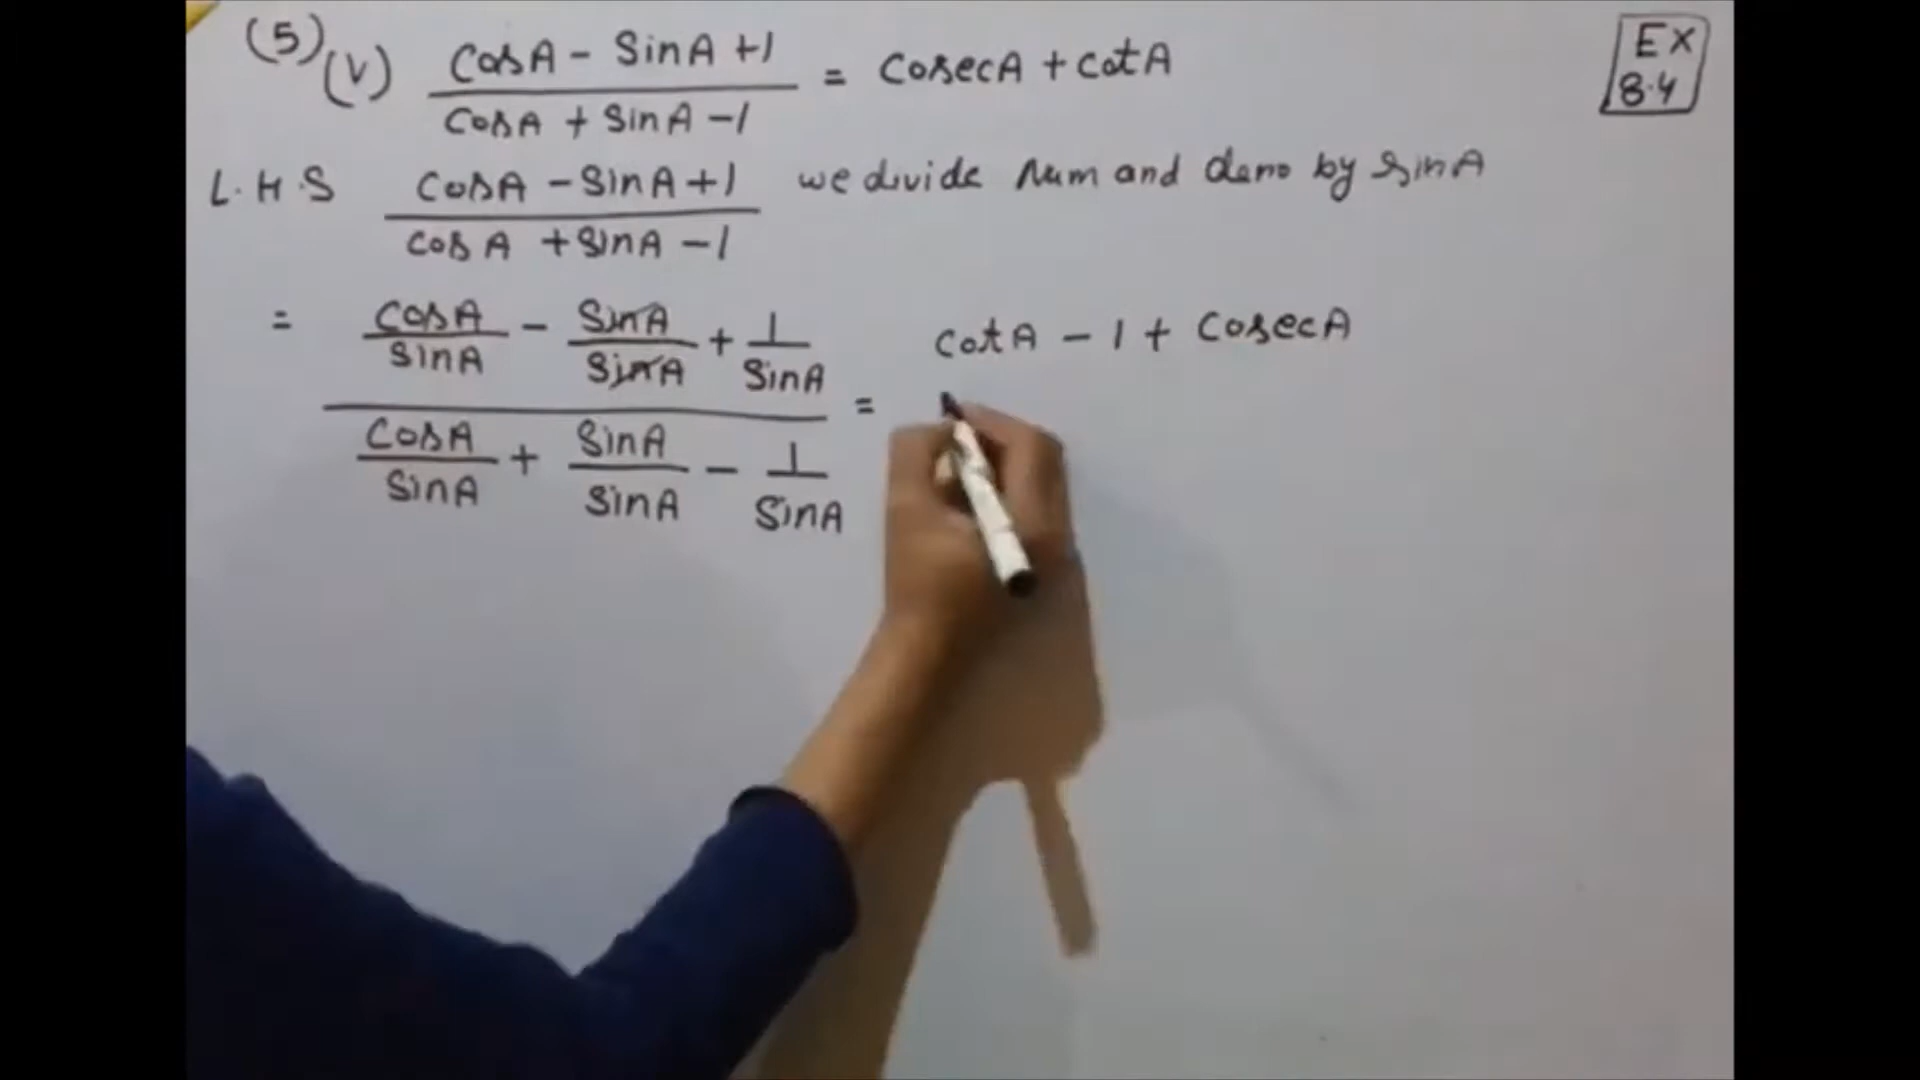 (5) (v) (cosA - sinA + 1)/(cosA + sinA - 1) = cosecA + cotA
Ex 8.4
L.H.S (cosA - sinA + 1)/(cosA + sinA - 1) we divide Num and deno by sinA
= (cosA/sinA - sinA/sinA + 1/sinA)/(cosA/sinA + sinA/sinA - 1/sinA) = cotA - 1 + cosecA